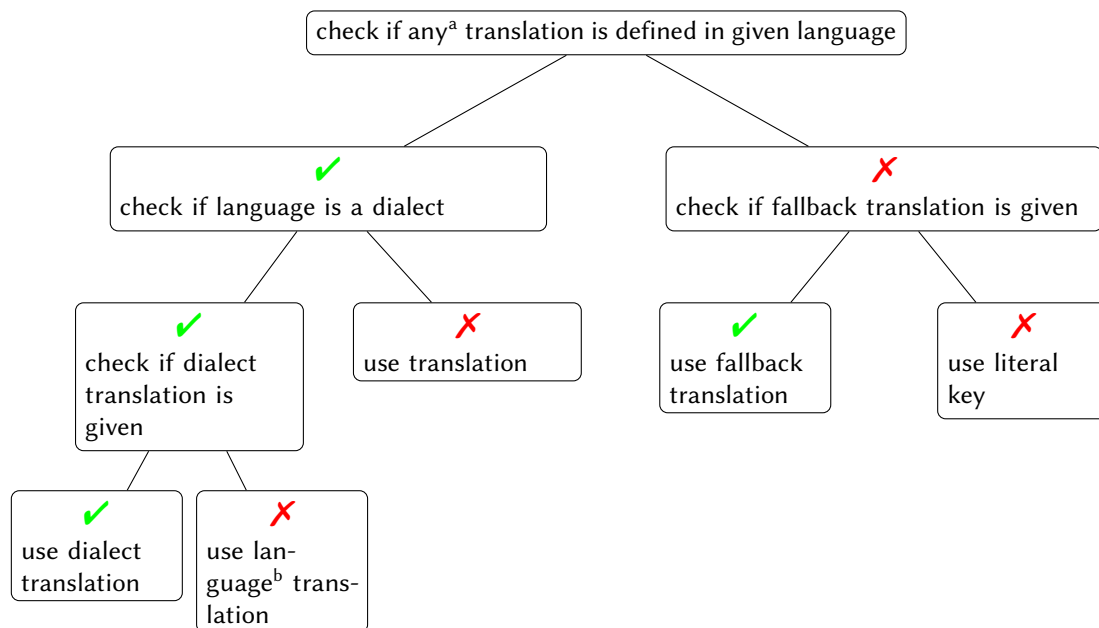 check if anyᵃ translation is defined in given language
✓
check if language is a dialect
✗
check if fallback translation is given
✓
check if dialect
translation is
given
✗
use translation
✓
use fallback
translation
✗
use literal
key
✓
use dialect
translation
✗
use lan-
guageᵇ trans-
lation